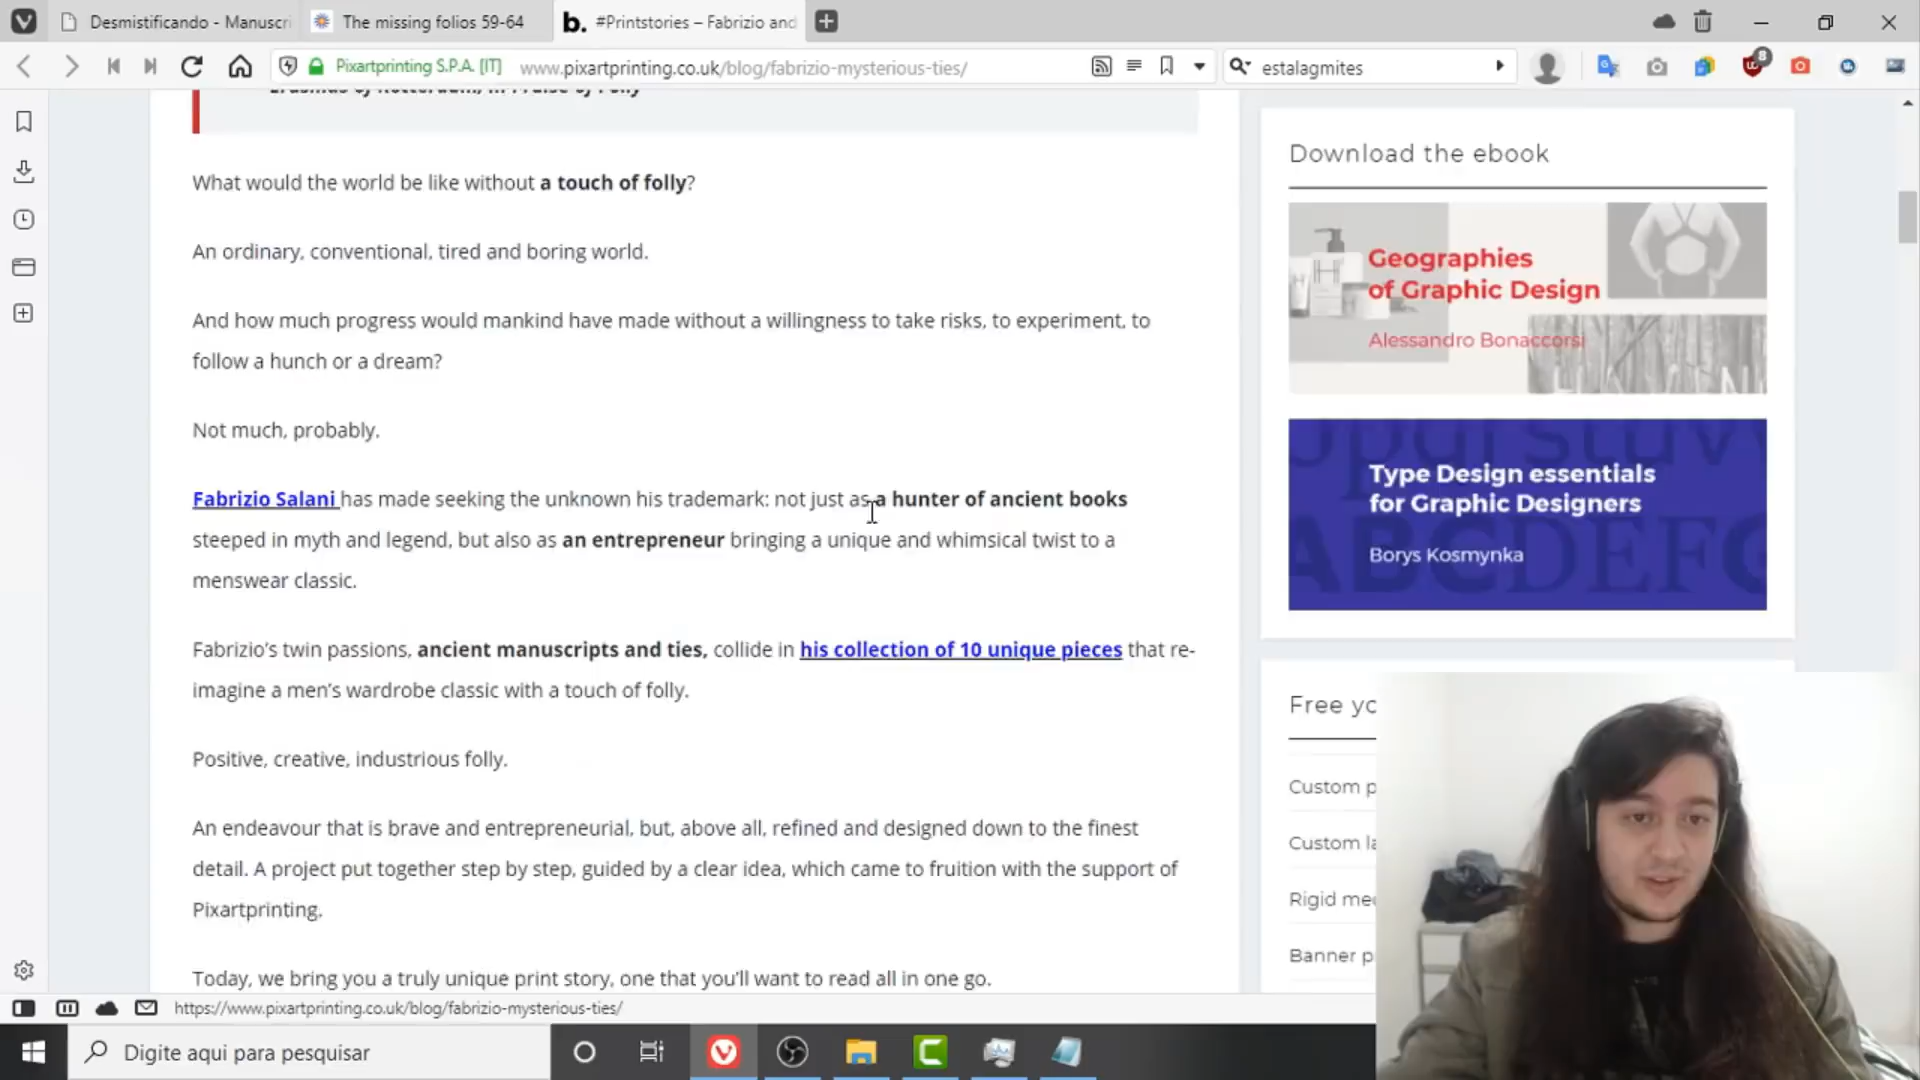 Desmistificando - Manuscri
The missing folios 59-64
b. #Printstories – Fabrizio and
Pixartprinting S.P.A. [IT]
www.pixartprinting.co.uk/blog/fabrizio-mysterious-ties/
estalagmites
8
What would the world be like without a touch of folly?
An ordinary, conventional, tired and boring world.
And how much progress would mankind have made without a willingness to take risks, to experiment, to
follow a hunch or a dream?
Not much, probably.
Fabrizio Salani has made seeking the unknown his trademark: not just as a hunter of ancient books
steeped in myth and legend, but also as an entrepreneur bringing a unique and whimsical twist to a
menswear classic.
Fabrizio’s twin passions, ancient manuscripts and ties, collide in his collection of 10 unique pieces that re-
imagine a men’s wardrobe classic with a touch of folly.
Positive, creative, industrious folly.
An endeavour that is brave and entrepreneurial, but, above all, refined and designed down to the finest
detail. A project put together step by step, guided by a clear idea, which came to fruition with the support of
Pixartprinting.
Today, we bring you a truly unique print story, one that you’ll want to read all in one go.
Download the ebook
Geographies
of Graphic Design
Alessandro Bonaccorsi
Type Design essentials
for Graphic Designers
Borys Kosmynka
Free yo
Custom p
Custom la
Rigid me
Banner p
https://www.pixartprinting.co.uk/blog/fabrizio-mysterious-ties/
Digite aqui para pesquisar